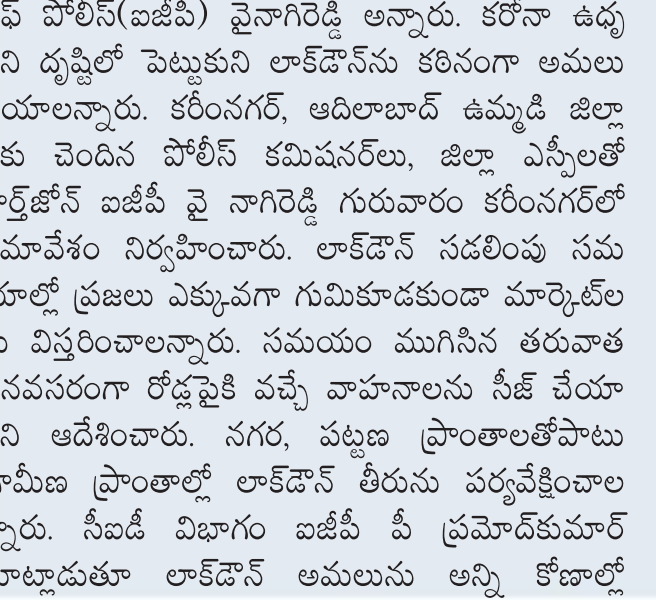 ఫ్ పోలీస్(ఐజీపీ) వైనాగిరెడ్డి అన్నారు. కరోనా ఉధృ
ని దృష్టిలో పెట్టుకుని లాక్‌డౌన్‌ను కఠినంగా అమలు
యాలన్నారు. కరీంనగర్, ఆదిలాబాద్ ఉమ్మడి జిల్లా
కు చెందిన పోలీస్ కమిషనర్‌లు, జిల్లా ఎస్పీలతో
ర్త్‌జోన్ ఐజీపీ వై నాగిరెడ్డి గురువారం కరీంనగర్‌లో
మావేశం నిర్వహించారు. లాక్‌డౌన్ సడలింపు సమ
యాల్లో ప్రజలు ఎక్కువగా గుమికూడకుండా మార్కెట్‌ల
విస్తరించాలన్నారు. సమయం ముగిసిన తరువాత
నవసరంగా రోడ్లపైకి వచ్చే వాహనాలను సీజ్ చేయా
ని ఆదేశించారు. నగర, పట్టణ ప్రాంతాలతోపాటు
మీణ ప్రాంతాల్లో లాక్‌డౌన్ తీరును పర్యవేక్షించాల
న్నారు. సీఐడీ విభాగం ఐజీపీ పీ ప్రమోద్‌కుమార్
మాట్లాడుతూ లాక్‌డౌన్ అమలును అన్ని కోణాల్లో